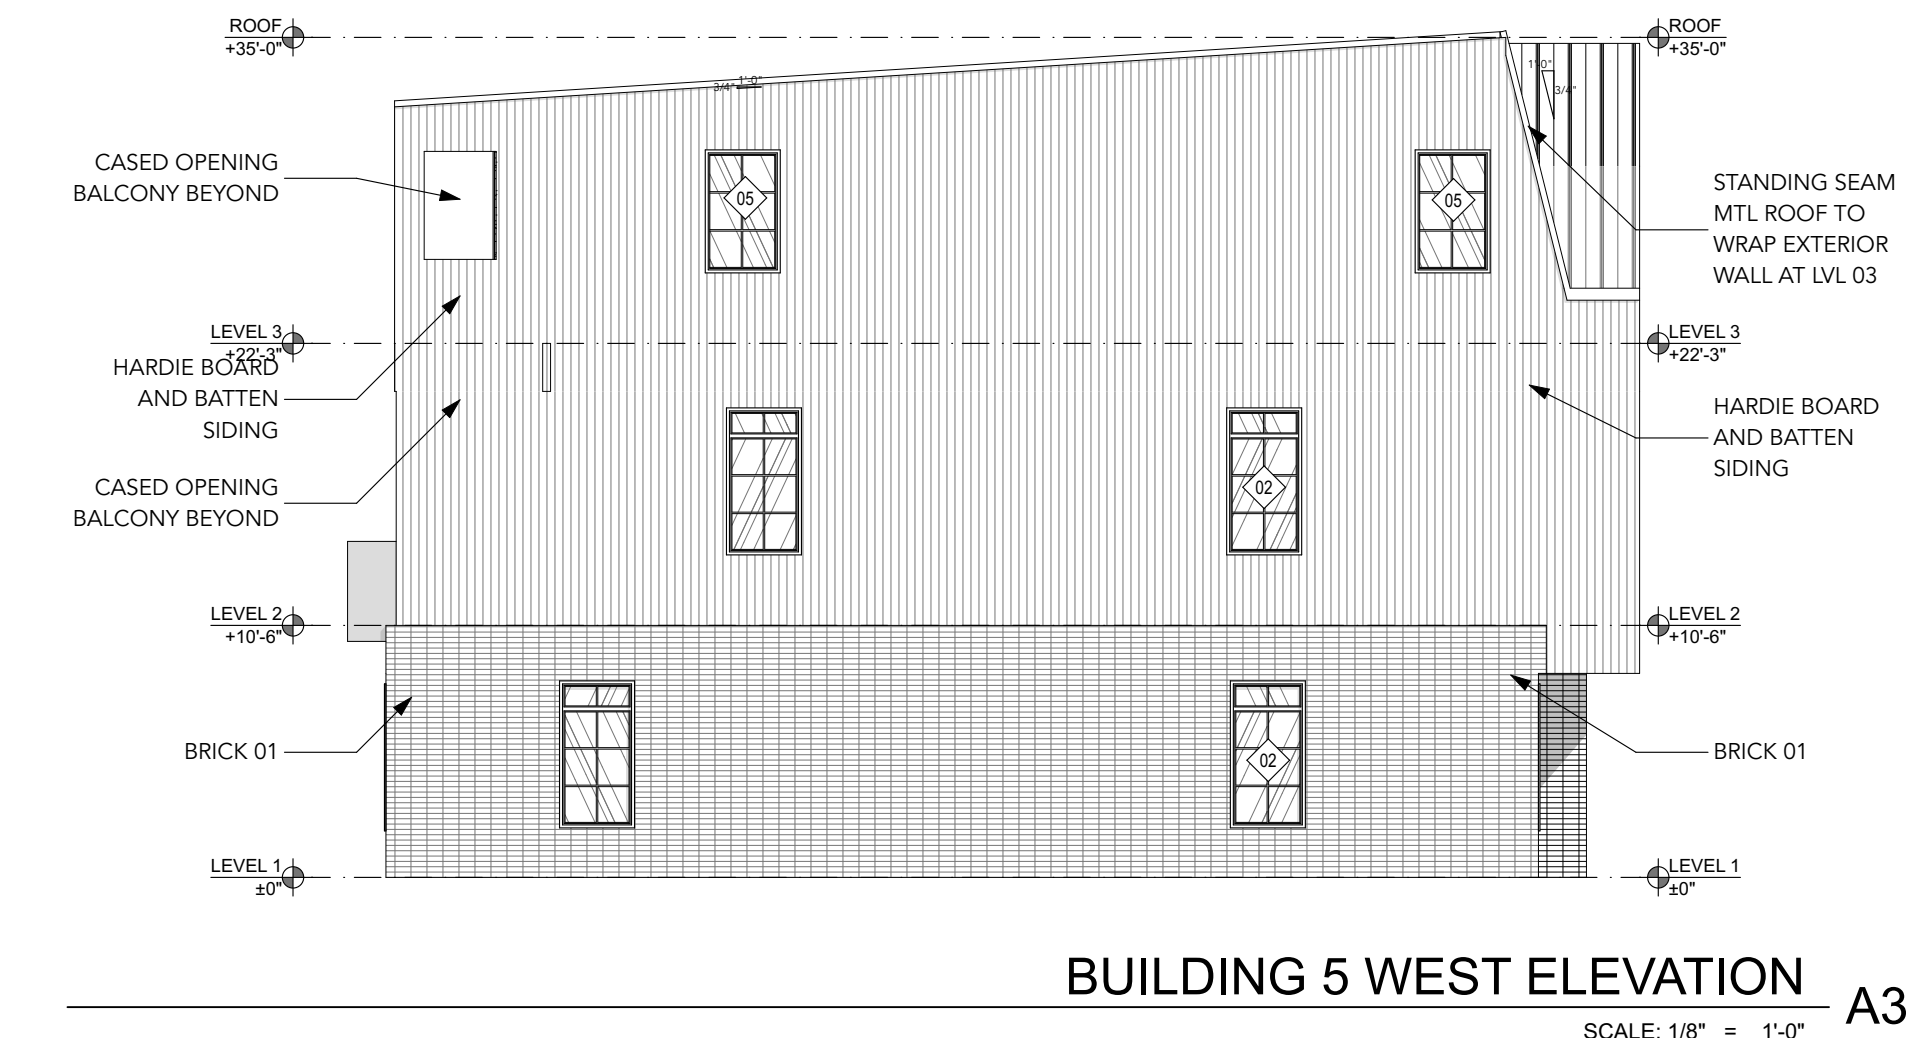 ROOF
+35'-0"
ROOF
+35'-0"
3/4"
1'-0"
1'-0"
3/4"
CASED OPENING
BALCONY BEYOND
05
05
STANDING SEAM
MTL ROOF TO
WRAP EXTERIOR
WALL AT LVL 03
LEVEL 3
+22'-3"
LEVEL 3
+22'-3"
HARDIE BOARD
AND BATTEN
SIDING
HARDIE BOARD
AND BATTEN
SIDING
CASED OPENING
BALCONY BEYOND
02
LEVEL 2
+10'-6"
LEVEL 2
+10'-6"
BRICK 01
02
BRICK 01
LEVEL 1
±0"
LEVEL 1
±0"
BUILDING 5 WEST ELEVATION
A3
SCALE: 1/8" = 1'-0"